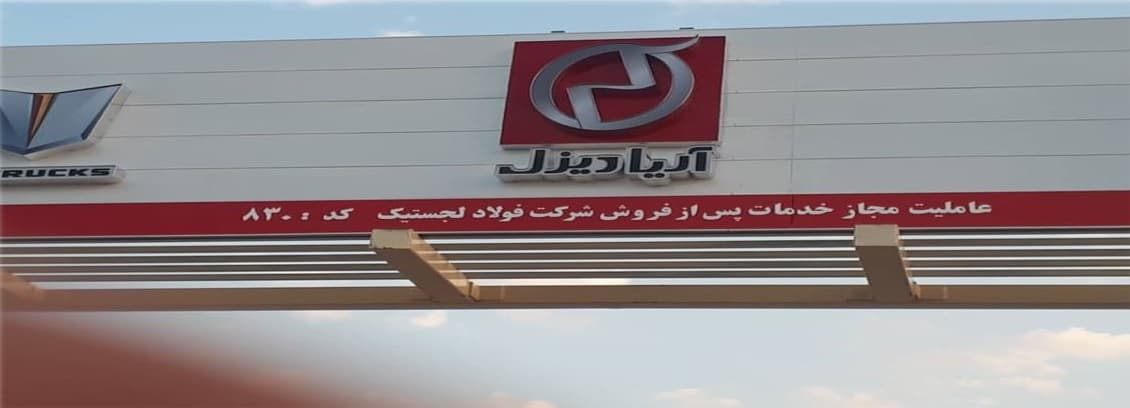 آریادیزل
RUCKS
عاملیت مجاز خدمات پس از فروش شرکت فولاد لجستیک کد : ۸۳۰